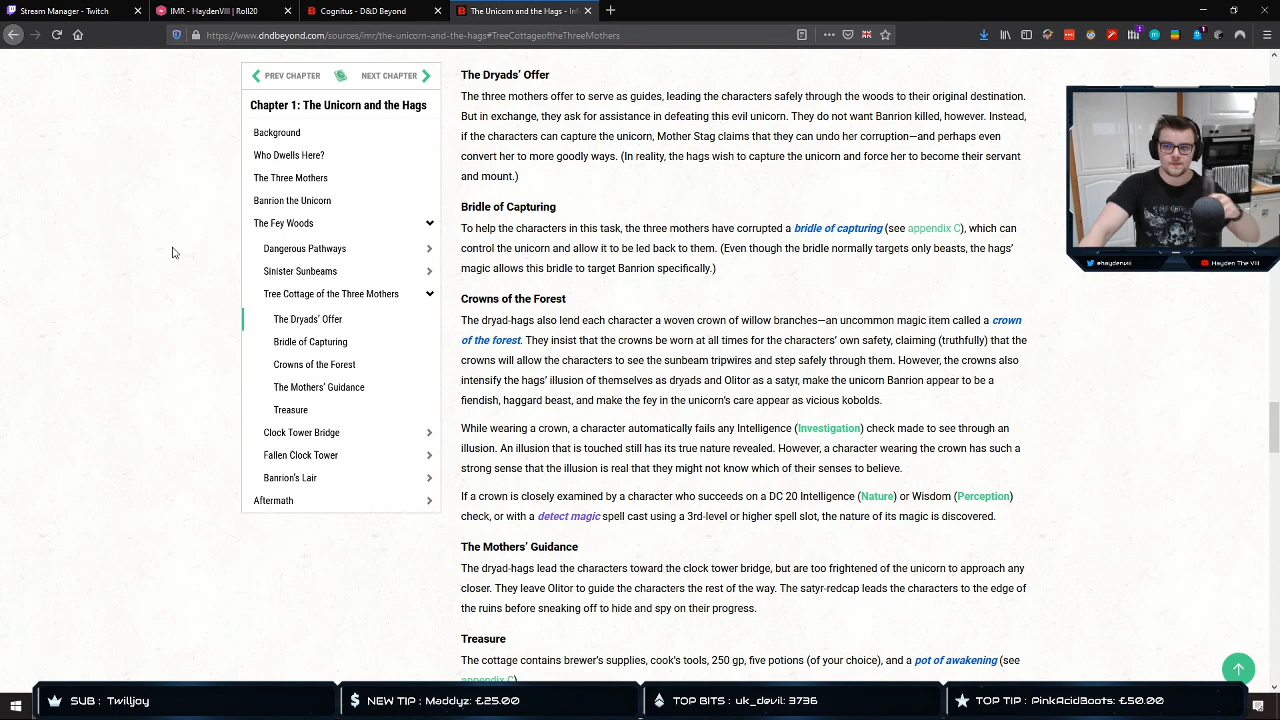 Stream Manager - Twitch
IMR - HaydenVIII | Roll20
Cognitus - D&D Beyond
The Unicorn and the Hags - Inf
https://www.dndbeyond.com/sources/imr/the-unicorn-and-the-hags#TreeCottageoftheThreeMothers
PREV CHAPTER
NEXT CHAPTER
Chapter 1: The Unicorn and the Hags
Background
Who Dwells Here?
The Three Mothers
Banrion the Unicorn
The Fey Woods
Dangerous Pathways
Sinister Sunbeams
Tree Cottage of the Three Mothers
The Dryads' Offer
Bridle of Capturing
Crowns of the Forest
The Mothers' Guidance
Treasure
Clock Tower Bridge
Fallen Clock Tower
Banrion's Lair
Aftermath
The Dryads' Offer
The three mothers offer to serve as guides, leading the characters safely through the woods to their original destination.
But in exchange, they ask for assistance in defeating this evil unicorn. They do not want Banrion killed, however. Instead,
if the characters can capture the unicorn, Mother Stag claims that they can undo her corruption—and perhaps even
convert her to more goodly ways. (In reality, the hags wish to capture the unicorn and force her to become their servant
and mount.)
Bridle of Capturing
To help the characters in this task, the three mothers have corrupted a bridle of capturing (see appendix C), which can
control the unicorn and allow it to be led back to them. (Even though the bridle normally targets only beasts, the hags'
magic allows this bridle to target Banrion specifically.)
Crowns of the Forest
The dryad-hags also lend each character a woven crown of willow branches—an uncommon magic item called a crown
of the forest. They insist that the crowns be worn at all times for the characters' own safety, claiming (truthfully) that the
crowns will allow the characters to see the sunbeam tripwires and step safely through them. However, the crowns also
intensify the hags' illusion of themselves as dryads and Olitor as a satyr, make the unicorn Banrion appear to be a
fiendish, haggard beast, and make the fey in the unicorn's care appear as vicious kobolds.
While wearing a crown, a character automatically fails any Intelligence (Investigation) check made to see through an
illusion. An illusion that is touched still has its true nature revealed. However, a character wearing the crown has such a
strong sense that the illusion is real that they might not know which of their senses to believe.
If a crown is closely examined by a character who succeeds on a DC 20 Intelligence (Nature) or Wisdom (Perception)
check, or with a detect magic spell cast using a 3rd-level or higher spell slot, the nature of its magic is discovered.
The Mothers' Guidance
The dryad-hags lead the characters toward the clock tower bridge, but are too frightened of the unicorn to approach any
closer. They leave Olitor to guide the characters the rest of the way. The satyr-redcap leads the characters to the edge of
the ruins before sneaking off to hide and spy on their progress.
Treasure
The cottage contains brewer's supplies, cook's tools, 250 gp, five potions (of your choice), and a pot of awakening (see
appendix C)
ehaydenviii
Hayden The VIII
SUB : Twilljoy
NEW TIP : Maddyz: £25.00
TOP BITS : uk_devil: 3736
TOP TIP : PinkAcidBoots: £50.00